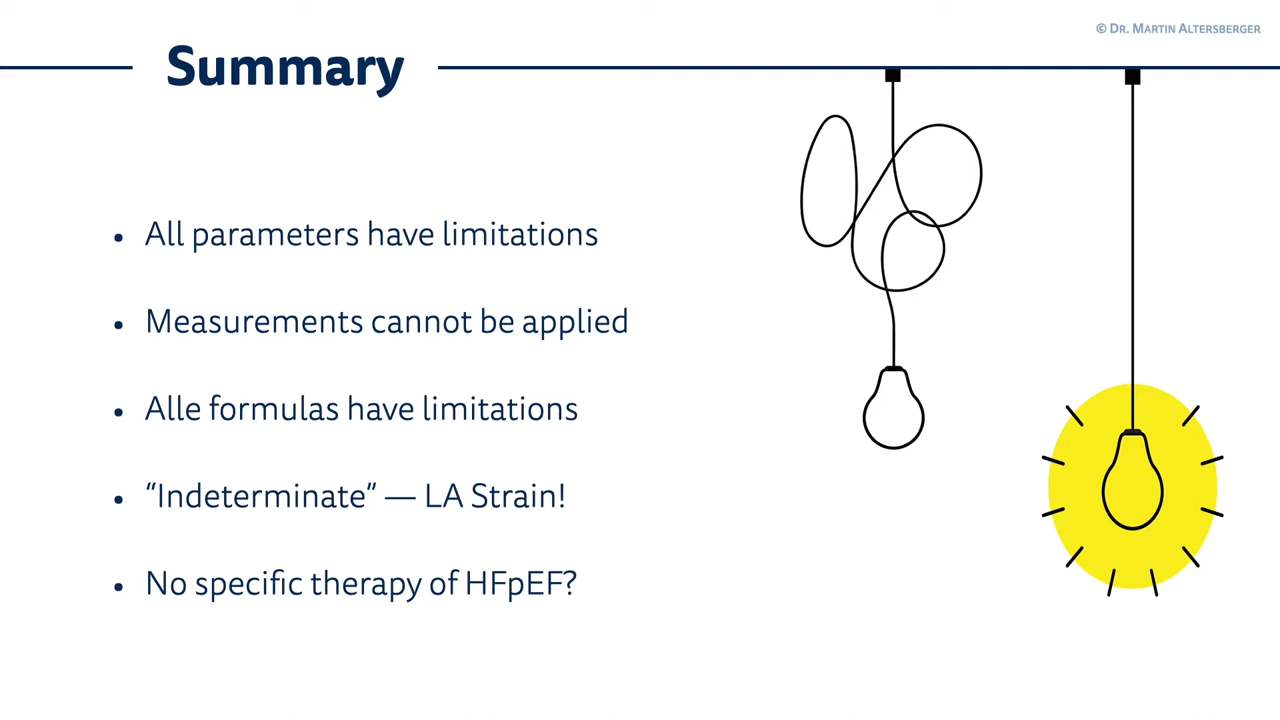 © Dr. Martin Altersberger
Summary
• All parameters have limitations
• Measurements cannot be applied
• Alle formulas have limitations
• “Indeterminate” — LA Strain!
• No specific therapy of HFpEF?